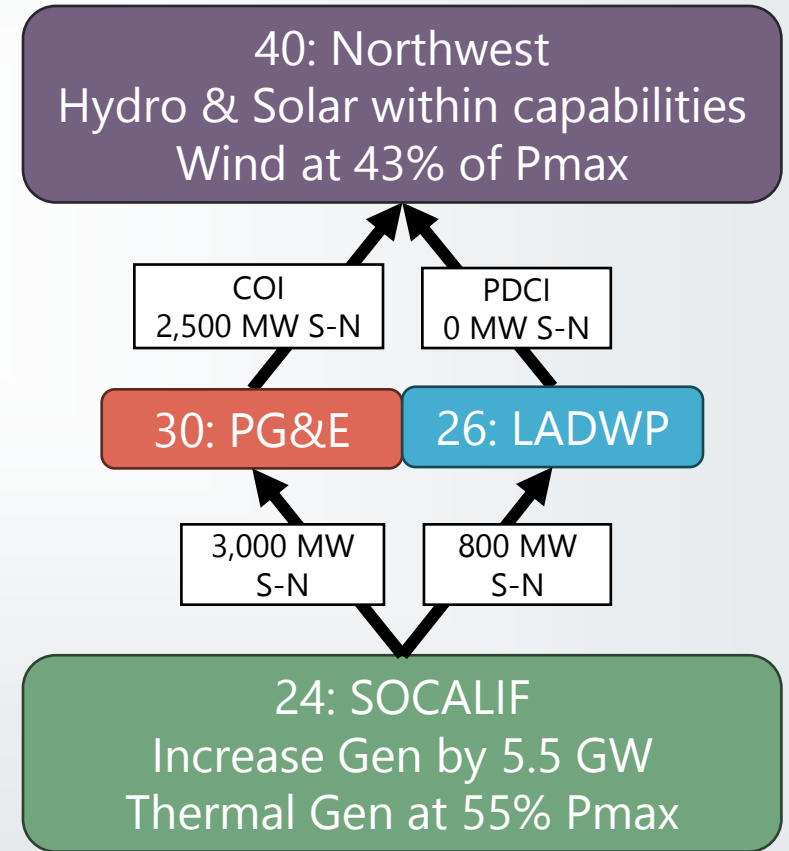 40: Northwest
Hydro & Solar within capabilities
Wind at 43% of Pmax
COI
2,500 MW S-N
PDCI
0 MW S-N
30: PG&E
26: LADWP
3,000 MW
S-N
800 MW
S-N
24: SOCALIF
Increase Gen by 5.5 GW
Thermal Gen at 55% Pmax